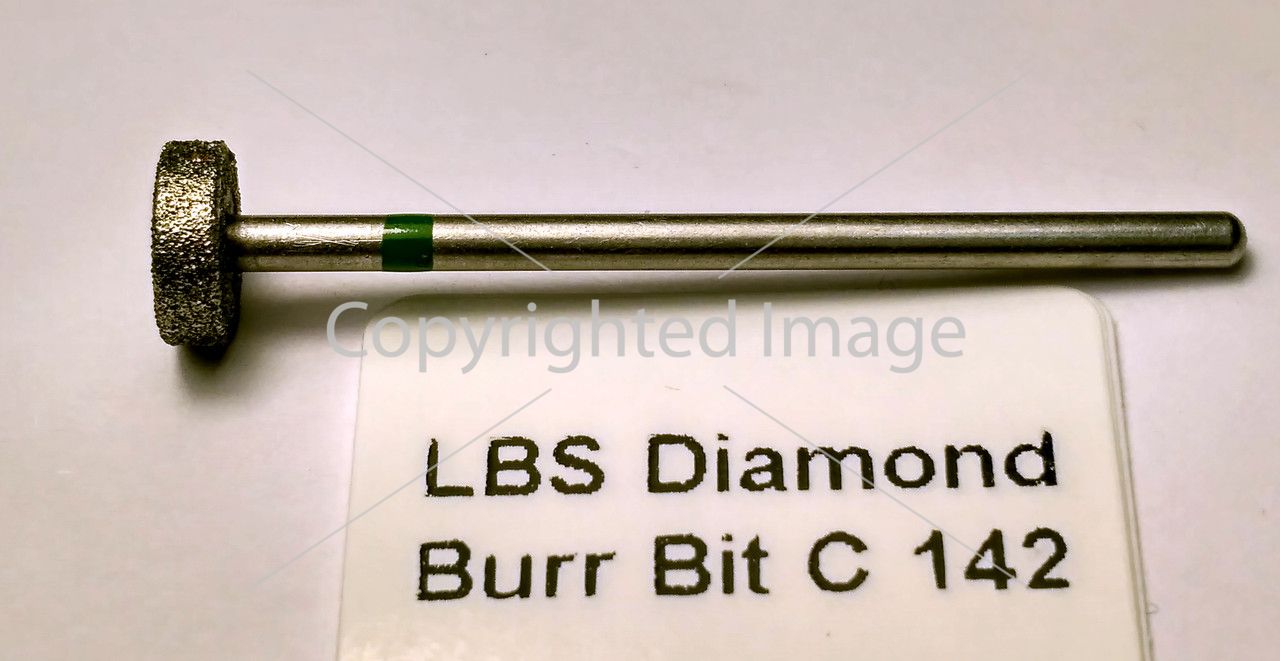 Copyrighted Image
LBS Diamond
Burr Bit C 142